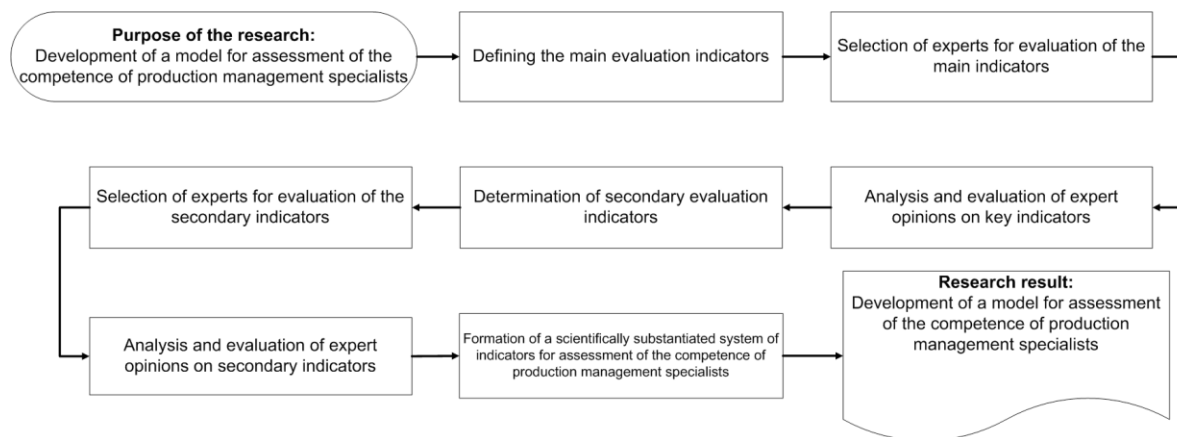 Purpose of the research:
Development of a model for assessment of the
competence of production management specialists
Defining the main evaluation indicators
Selection of experts for evaluation of the
main indicators
Selection of experts for evaluation of the
secondary indicators
Determination of secondary evaluation
indicators
Analysis and evaluation of expert
opinions on key indicators
Analysis and evaluation of expert
opinions on secondary indicators
Formation of a scientifically substantiated system of
indicators for assessment of the competence of
production management specialists
Research result:
Development of a model for assessment
of the competence of production
management specialists